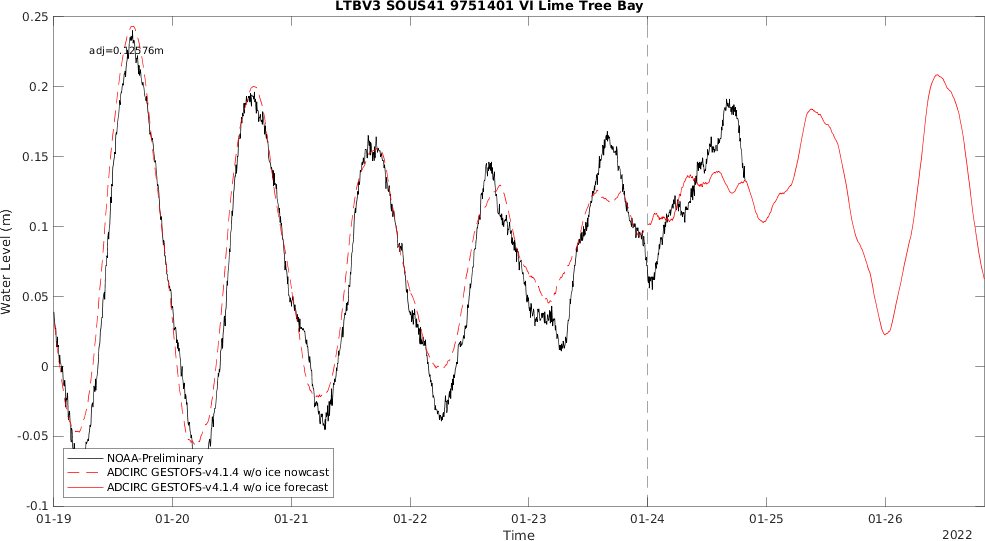 LTBV3 SOUS41 9751401 VI Lime Tree Bay
0.25
adj=0.12576m
0.2
0.15
0.1
0.05
0
-0.05
-0.1
Water Level (m)
NOAA-Preliminary
ADCIRC GESTOFS-v4.1.4 w/o ice nowcast
ADCIRC GESTOFS-v4.1.4 w/o ice forecast
01-19 01-20 01-21 01-22 01-23 01-24 01-25 01-26
Time
2022